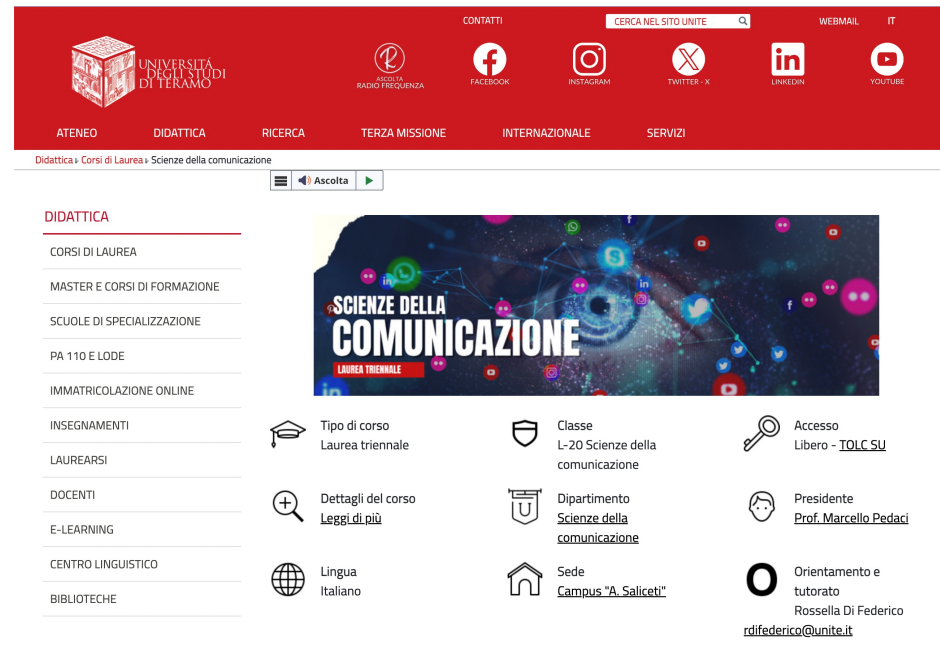 CONTATTI
CERCA NEL SITO UNITE
WEBMAIL
IT
UNIVERSITÁ
DEGLI STUDI
DI TERAMO
ASCOLTA
RADIO FREQUENZA
FACEBOOK
INSTAGRAM
TWITTER - X
LINKEDIN
YOUTUBE
ATENEO
DIDATTICA
RICERCA
TERZA MISSIONE
INTERNAZIONALE
SERVIZI
Didattica Corsi di Laurea Scienze della comunicazione
Ascolta
DIDATTICA
CORSI DI LAUREA
MASTER E CORSI DI FORMAZIONE
SCUOLE DI SPECIALIZZAZIONE
PA 110 E LODE
IMMATRICOLAZIONE ONLINE
INSEGNAMENTI
LAUREARSI
DOCENTI
E-LEARNING
CENTRO LINGUISTICO
BIBLIOTECHE
SCIENZE DELLA
COMUNICAZIONE
LAUREA TRIENNALE
Tipo di corso
Laurea triennale
Classe
L-20 Scienze della
comunicazione
Accesso
Libero - TOLC SU
Dettagli del corso
Leggi di più
Dipartimento
Scienze della
comunicazione
Presidente
Prof. Marcello Pedaci
Lingua
Italiano
Sede
Campus "A. Saliceti"
O
Orientamento e
tutorato
Rossella Di Federico
rdifederico@unite.it